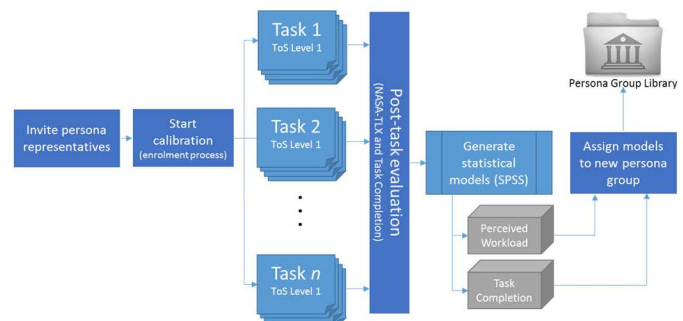 Invite persona
representatives
Start
calibration
(enrolment process)
Task 1
ToS Level 1
Task 2
ToS Level 1
Task n
ToS Level 1
Post-task evaluation
(NASA-TLX and Task Completion)
Generate
statistical
models (SPSS)
Perceived
Workload
Task
Completion
Assign models
to new persona
group
Persona Group Library